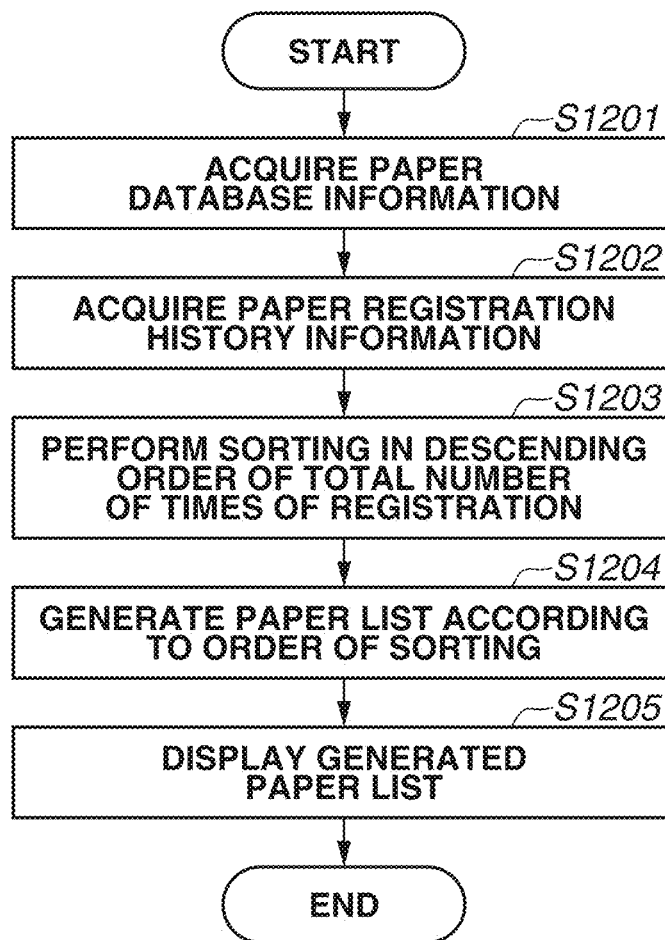 START
S1201
ACQUIRE PAPER
DATABASE INFORMATION
S1202
ACQUIRE PAPER REGISTRATION
HISTORY INFORMATION
S1203
PERFORM SORTING IN DESCENDING
ORDER OF TOTAL NUMBER
OF TIMES OF REGISTRATION
S1204
GENERATE PAPER LIST ACCORDING
TO ORDER OF SORTING
S1205
DISPLAY GENERATED
PAPER LIST
END